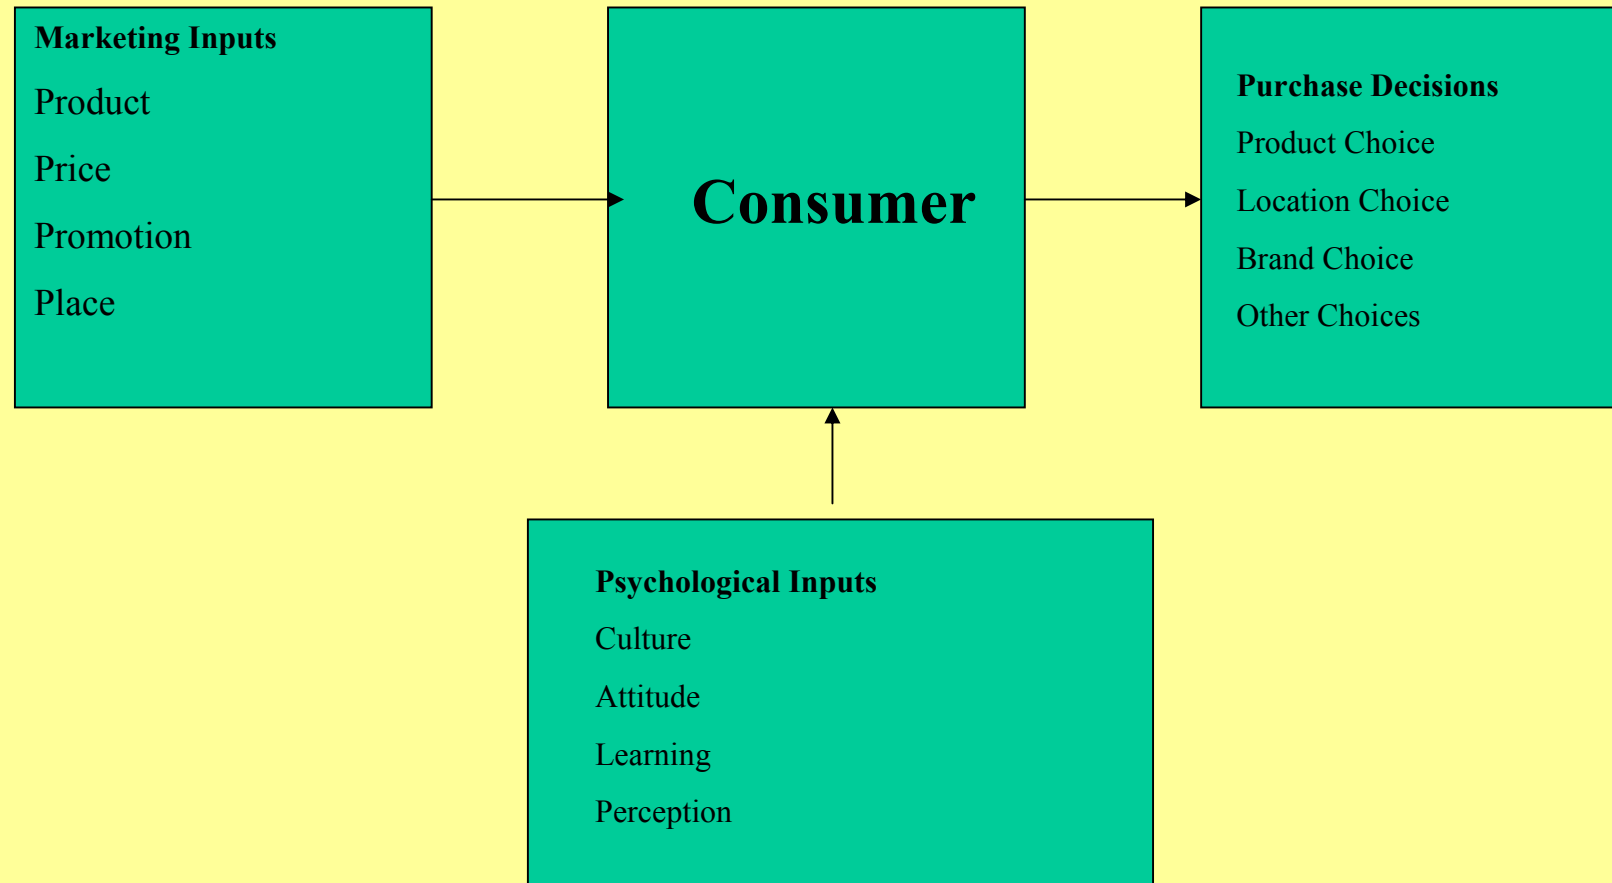 Marketing Inputs
Product
Price
Promotion
Place
Consumer
Purchase Decisions
Product Choice
Location Choice
Brand Choice
Other Choices
Psychological Inputs
Culture
Attitude
Learning
Perception